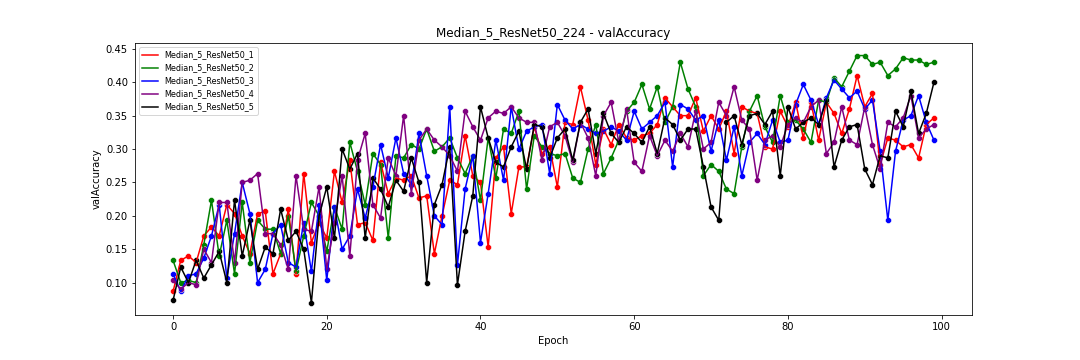 Median_5_ResNet50_224 - valAccuracy
Median_5_ResNet50_1
Median_5_ResNet50_2
Median_5_ResNet50_3
Median_5_ResNet50_4
Median_5_ResNet50_5
valAccuracy
0.45
0.40
0.35
0.30
0.25
0.20
0.15
0.10
0 20 40 60 80 100
Epoch